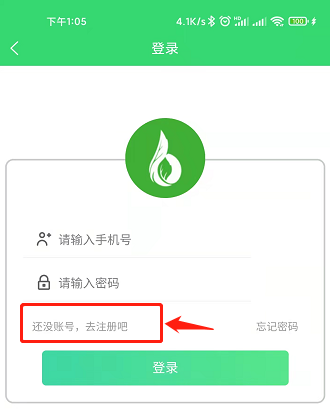 下午1:05
4.1K/s
HD
100
登录
请输入手机号
请输入密码
还没账号，去注册吧
忘记密码
登录